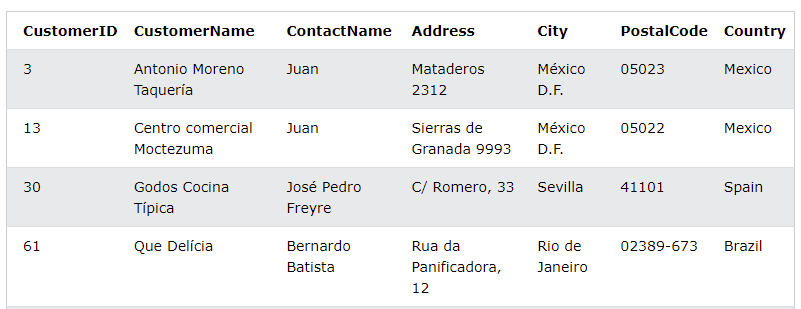 CustomerID CustomerName ContactName Address City PostalCode Country
3 Antonio Moreno Taquería Juan Mataderos 2312 México D.F. 05023 Mexico
13 Centro comercial Moctezuma Juan Sierras de Granada 9993 México D.F. 05022 Mexico
30 Godos Cocina Típica José Pedro Freyre C/ Romero, 33 Sevilla 41101 Spain
61 Que Delícia Bernardo Batista Rua da Panificadora, 12 Rio de Janeiro 02389-673 Brazil